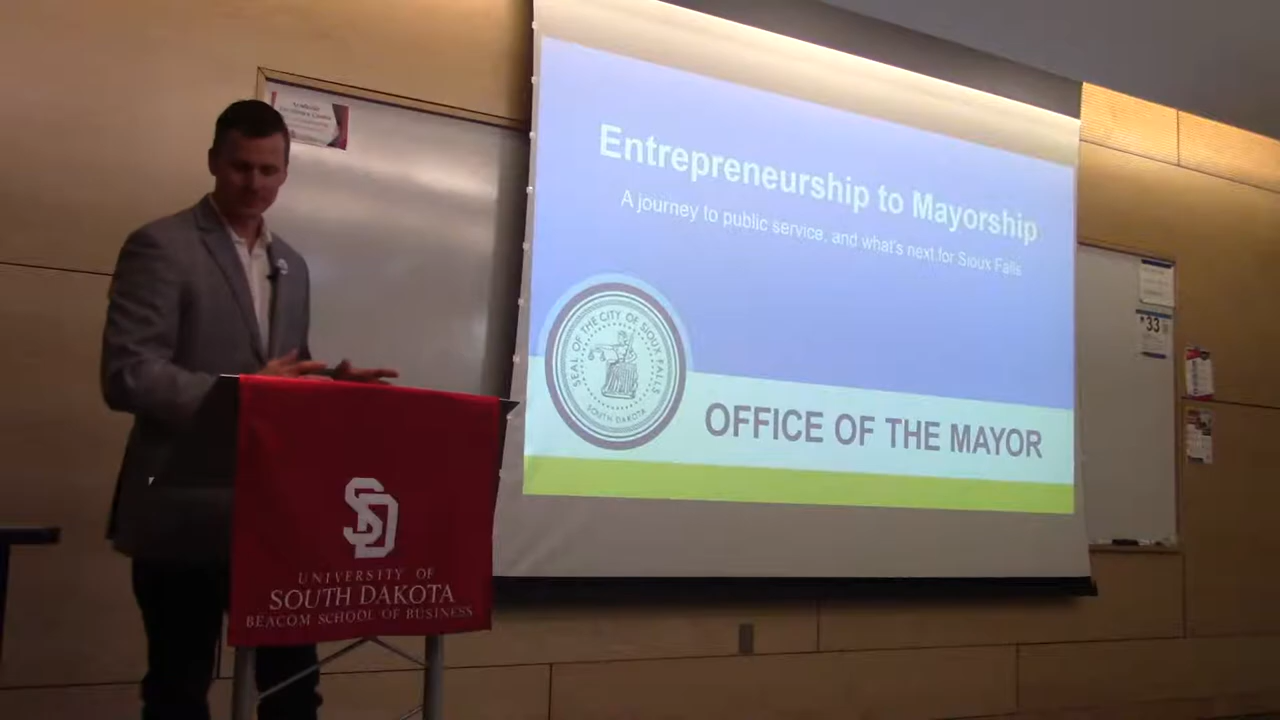 Entrepreneurship to Mayorship
A journey to public service, and what's next for Sioux Falls
SEAL OF THE CITY OF SIOUX FALLS
SOUTH DAKOTA
OFFICE OF THE MAYOR
33
SD
UNIVERSITY OF
SOUTH DAKOTA
BEACOM SCHOOL OF BUSINESS